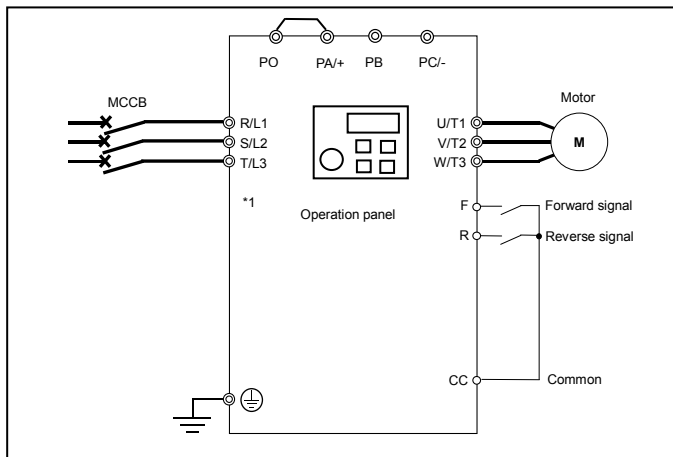 PO PA/+ PB PC/-
MCCB
Motor
R/L1
U/T1
S/L2
V/T2
M
T/L3
W/T3
*1
F
Forward signal
Operation panel
R
Reverse signal
CC
Common